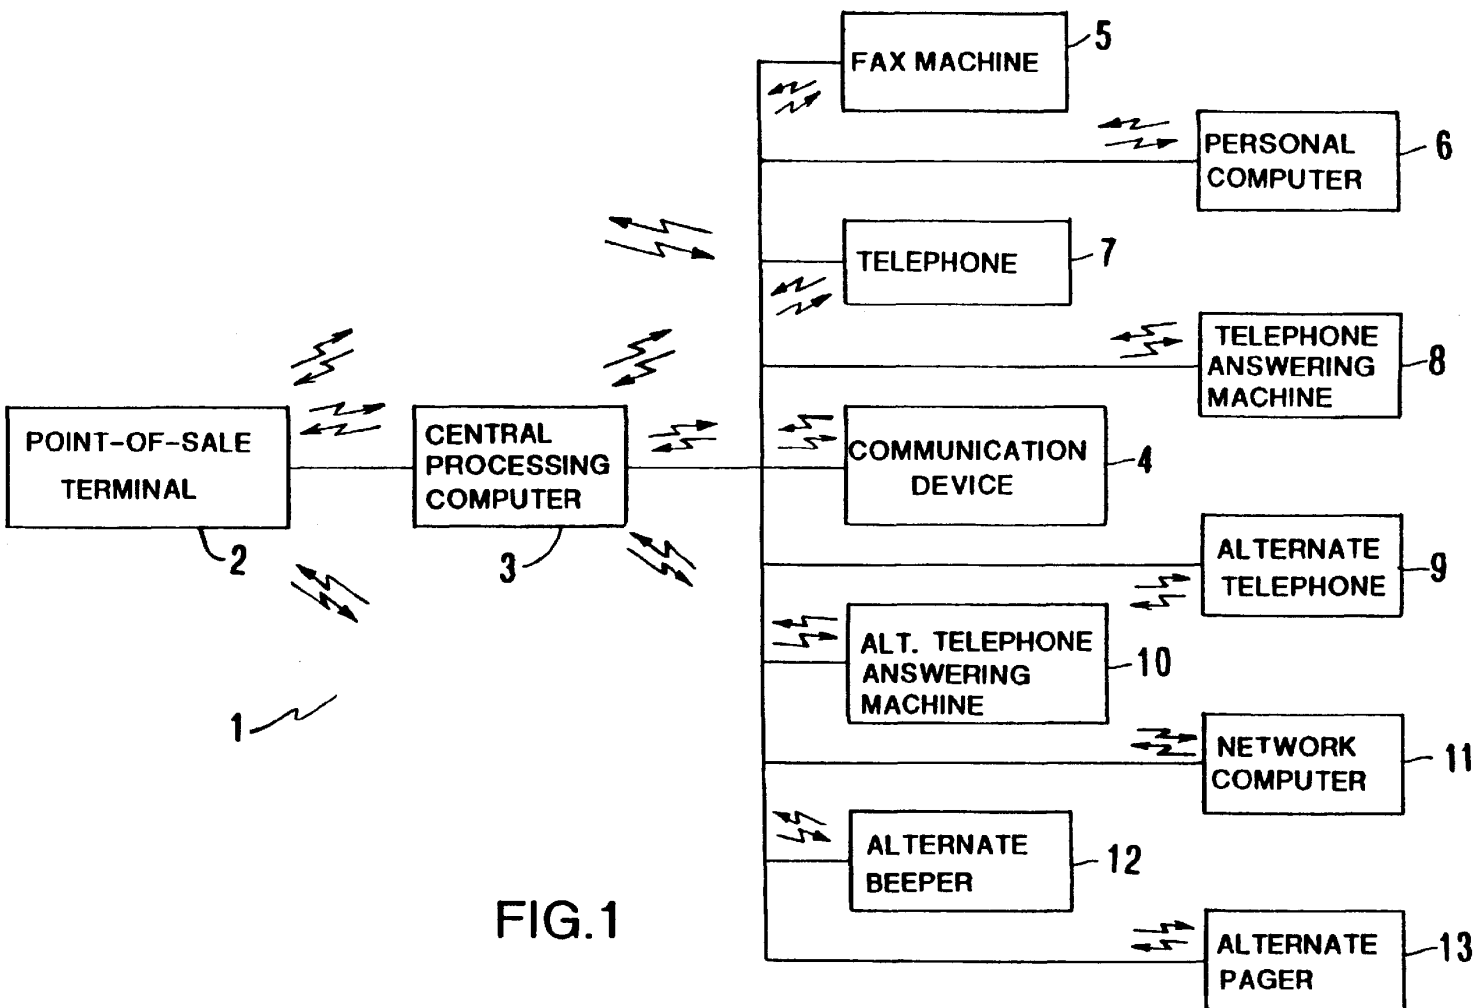 FAX MACHINE
5
PERSONAL
COMPUTER
6
TELEPHONE
7
TELEPHONE
ANSWERING
MACHINE
8
POINT-OF-SALE
TERMINAL
2
CENTRAL
PROCESSING
COMPUTER
3
COMMUNICATION
DEVICE
4
ALTERNATE
TELEPHONE
9
ALT. TELEPHONE
ANSWERING
MACHINE
10
1
NETWORK
COMPUTER
11
ALTERNATE
BEEPER
12
ALTERNATE
PAGER
13
FIG.1